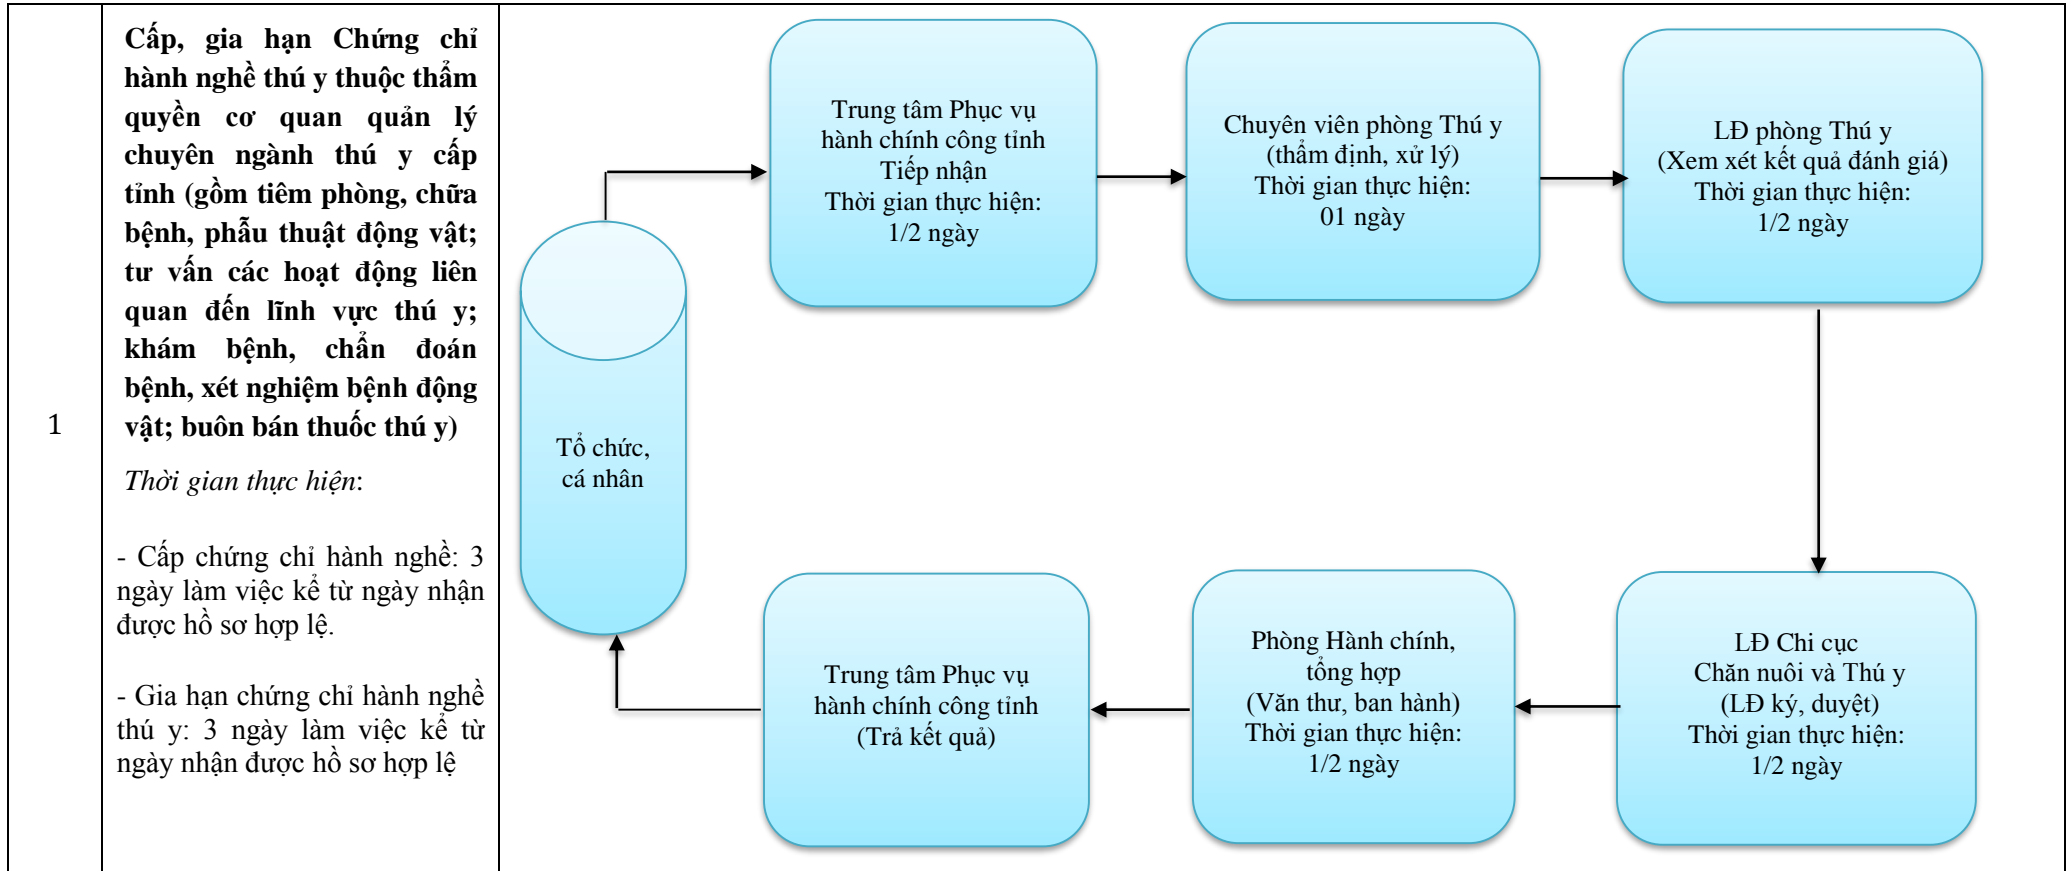 1
Cấp, gia hạn Chứng chỉ
hành nghề thú y thuộc thẩm
quyền cơ quan quản lý
chuyên ngành thú y cấp
tỉnh (gồm tiêm phòng, chữa
bệnh, phẫu thuật động vật;
tư vấn các hoạt động liên
quan đến lĩnh vực thú y;
khám bệnh, chẩn đoán
bệnh, xét nghiệm bệnh động
vật; buôn bán thuốc thú y)
Thời gian thực hiện:
- Cấp chứng chỉ hành nghề: 3
ngày làm việc kể từ ngày nhận
được hồ sơ hợp lệ.
- Gia hạn chứng chỉ hành nghề
thú y: 3 ngày làm việc kể từ
ngày nhận được hồ sơ hợp lệ
Tổ chức,
cá nhân
Trung tâm Phục vụ
hành chính công tỉnh
Tiếp nhận
Thời gian thực hiện:
1/2 ngày
Chuyên viên phòng Thú y
(thẩm định, xử lý)
Thời gian thực hiện:
01 ngày
LĐ phòng Thú y
(Xem xét kết quả đánh giá)
Thời gian thực hiện:
1/2 ngày
LĐ Chi cục
Chăn nuôi và Thú y
(LĐ ký, duyệt)
Thời gian thực hiện:
1/2 ngày
Phòng Hành chính,
tổng hợp
(Văn thư, ban hành)
Thời gian thực hiện:
1/2 ngày
Trung tâm Phục vụ
hành chính công tỉnh
(Trả kết quả)